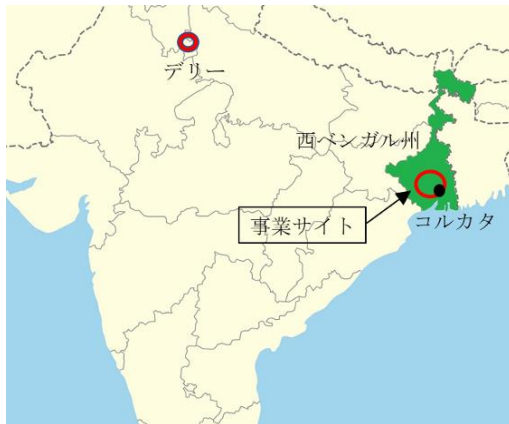 デリー
西ベンガル州
事業サイト
コルカタ